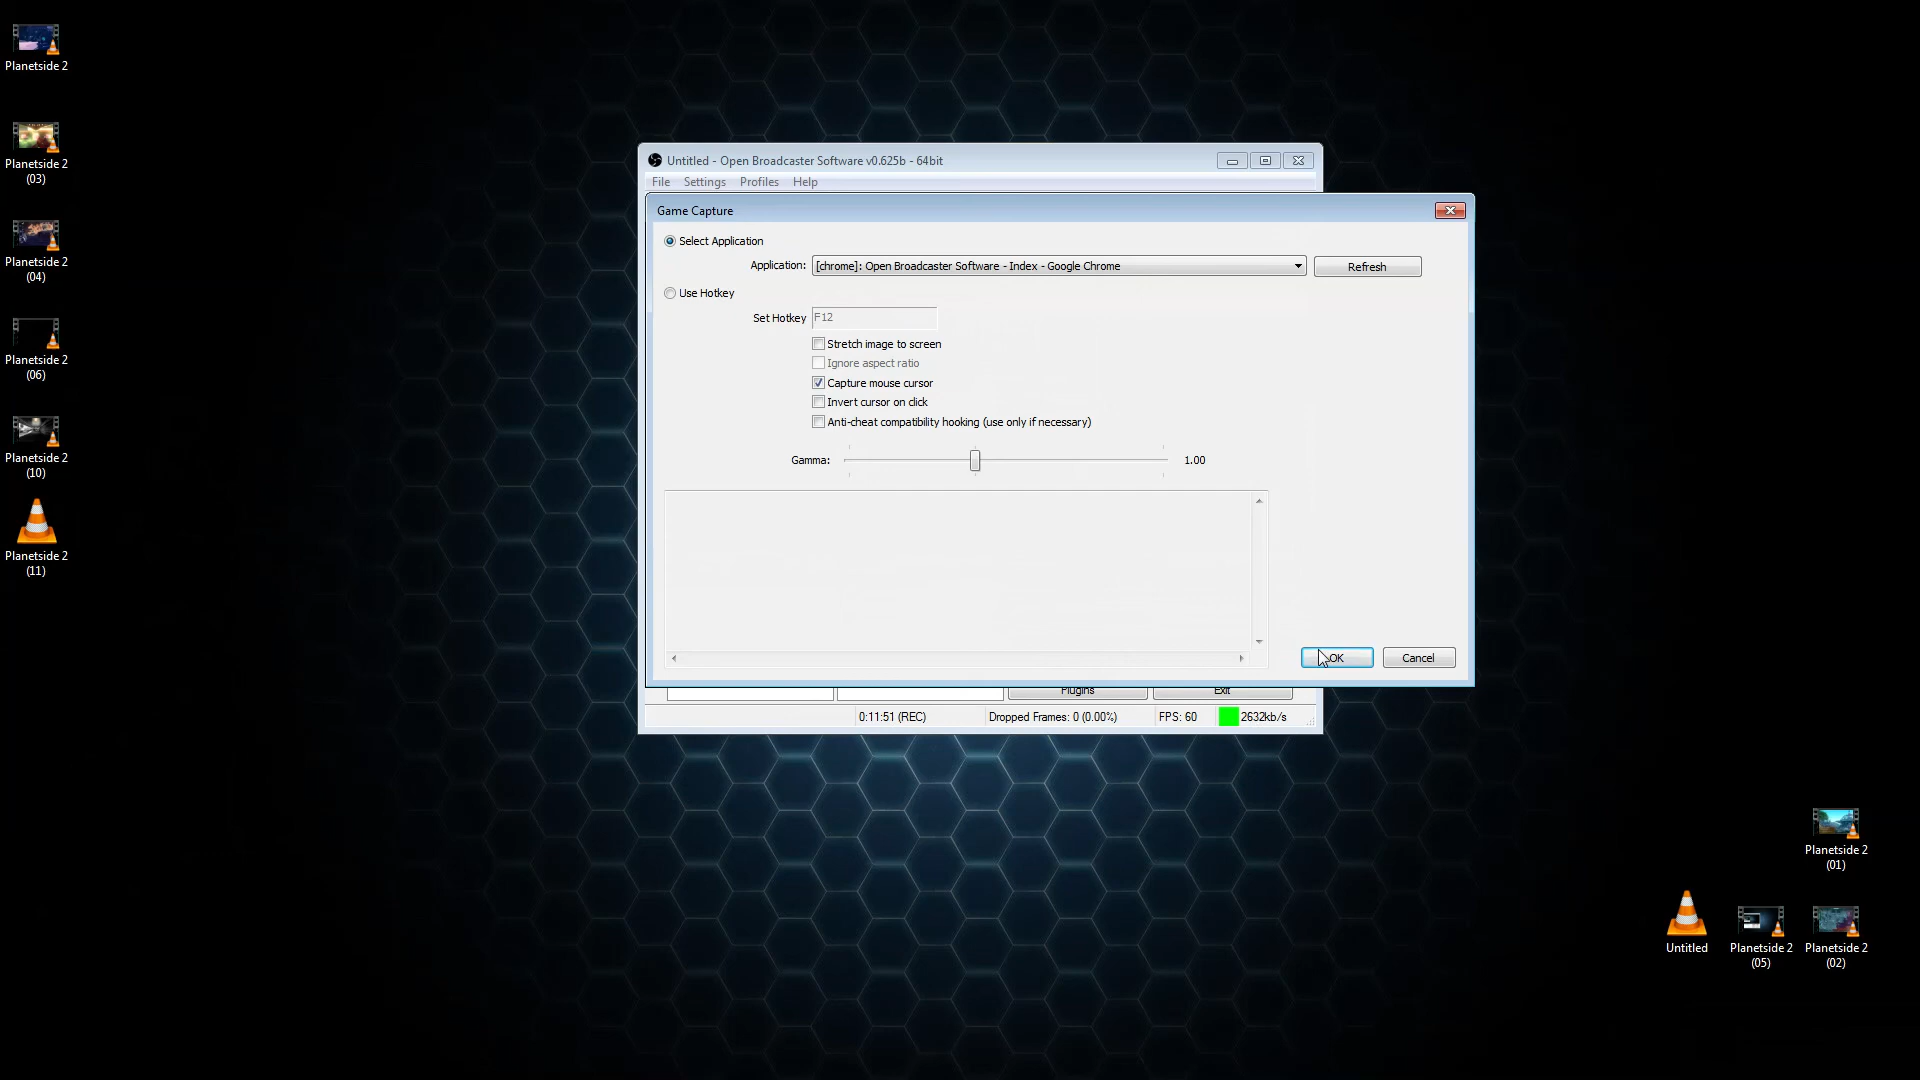 Planetside 2
Planetside 2
(03)
Planetside 2
(04)
Planetside 2
(06)
Planetside 2
(10)
Planetside 2
(11)
Untitled - Open Broadcaster Software v0.625b - 64bit
File Settings Profiles Help
Game Capture
Select Application
Application: [chrome]: Open Broadcaster Software - Index - Google Chrome Refresh
Use Hotkey
Set Hotkey F12
Stretch image to screen
Ignore aspect ratio
Capture mouse cursor
Invert cursor on click
Anti-cheat compatibility hooking (use only if necessary)
Gamma: 1.00
OK Cancel
Plugins Exit
0:11:51 (REC) Dropped Frames: 0 (0.00%) FPS: 60 2632kb/s
Planetside 2
(01)
Untitled
Planetside 2
(05)
Planetside 2
(02)